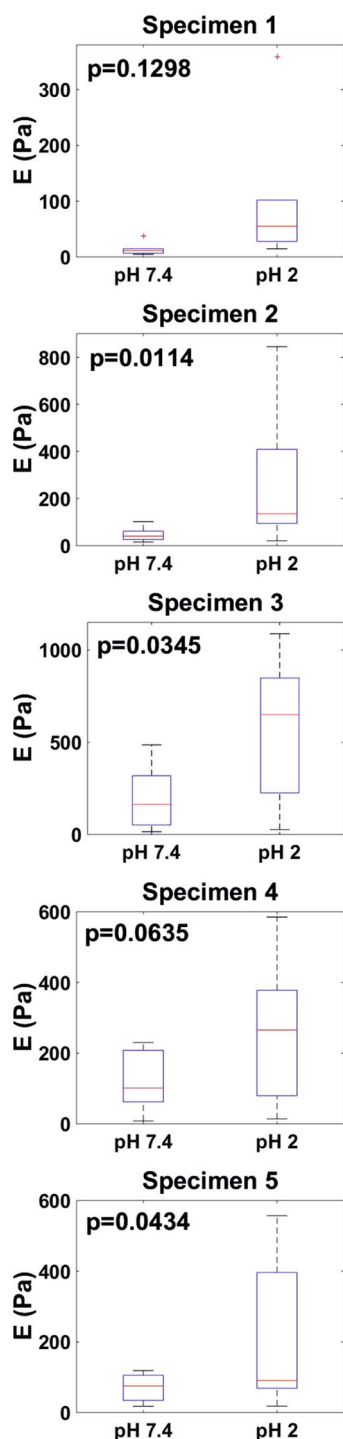 Specimen 1
p=0.1298
E (Pa)
300
200
100
0
pH 7.4 pH 2
Specimen 2
p=0.0114
E (Pa)
800
600
400
200
0
pH 7.4 pH 2
Specimen 3
p=0.0345
E (Pa)
1000
500
0
pH 7.4 pH 2
Specimen 4
p=0.0635
E (Pa)
600
400
200
0
pH 7.4 pH 2
Specimen 5
p=0.0434
E (Pa)
600
400
200
0
pH 7.4 pH 2